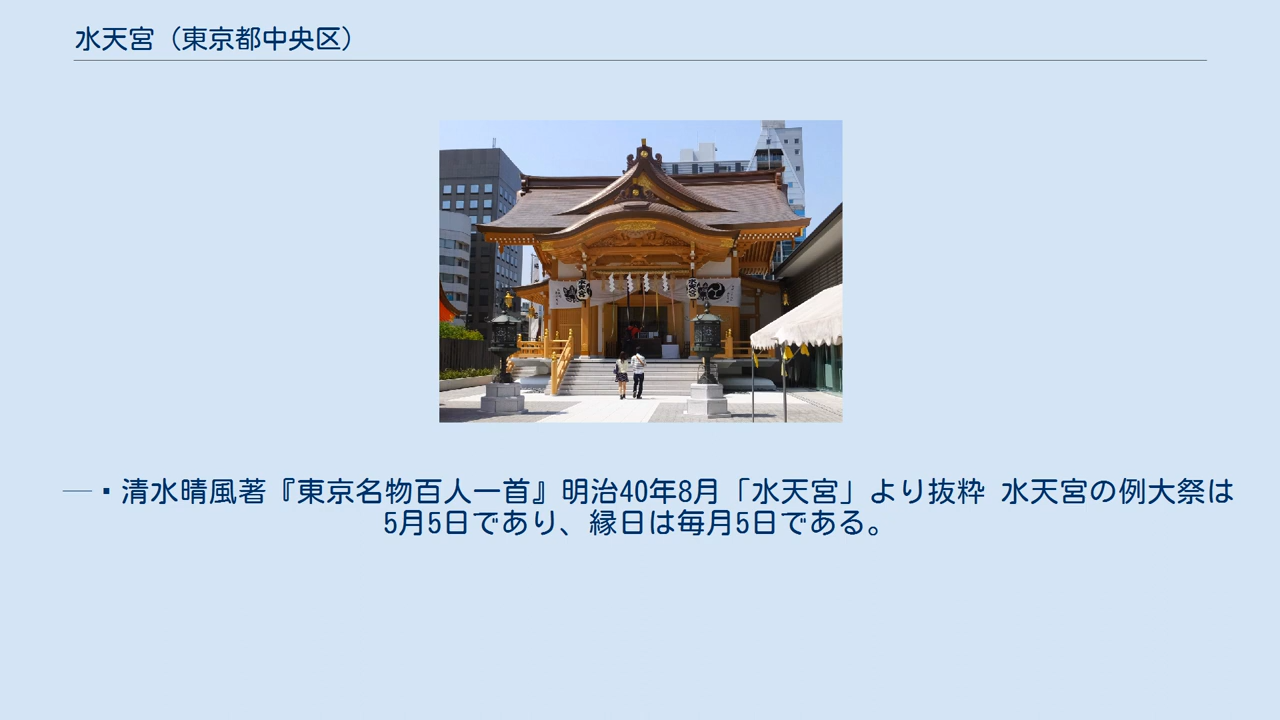 水天宮（東京都中央区）
―▪清水晴風著『東京名物百人一首』明治40年8月「水天宮」より抜粋 水天宮の例大祭は
5月5日であり、縁日は毎月5日である。